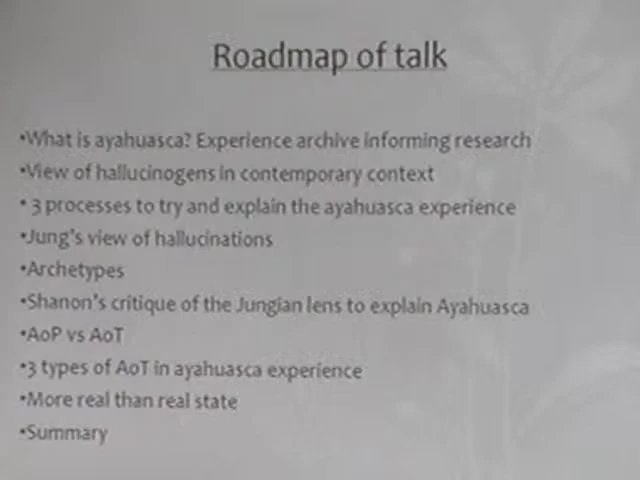 Roadmap of talk
•What is ayahuasca? Experience archive informing research
•View of hallucinogens in contemporary context
• 3 processes to try and explain the ayahuasca experience
•Jung's view of hallucinations
•Archetypes
•Shanon's critique of the Jungian lens to explain Ayahuasca
•AoP vs AoT
•3 types of AoT in ayahuasca experience
•More real than real state
•Summary